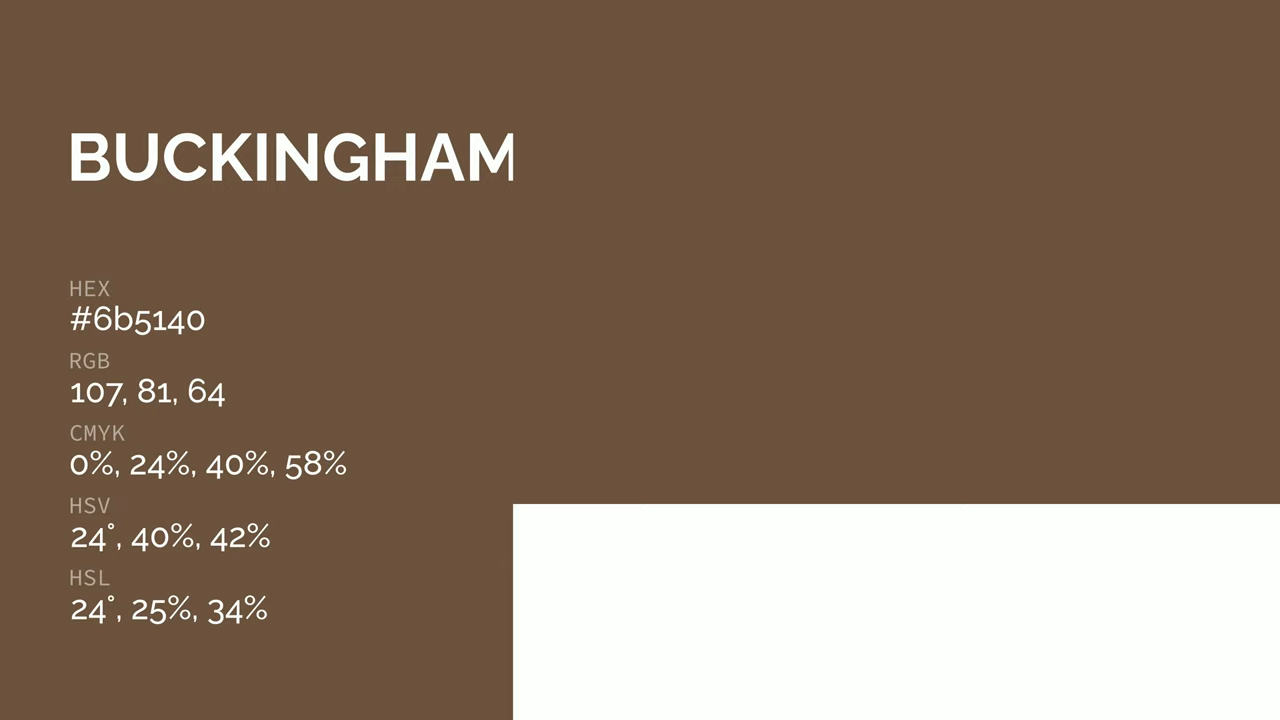 BUCKINGHAM
HEX
#6b5140
RGB
107, 81, 64
CMYK
0%, 24%, 40%, 58%
HSV
24°, 40%, 42%
HSL
24°, 25%, 34%